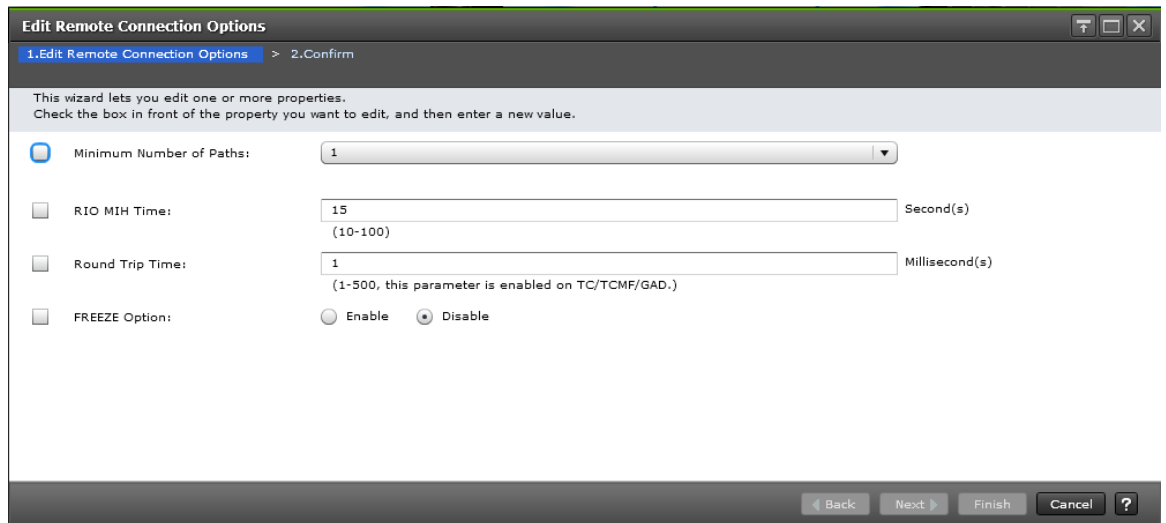 Edit Remote Connection Options
1.Edit Remote Connection Options > 2.Confirm
This wizard lets you edit one or more properties.
Check the box in front of the property you want to edit, and then enter a new value.
Minimum Number of Paths: 1
RIO MIH Time: 15 Second(s)
(10-100)
Round Trip Time: 1 Millisecond(s)
(1-500, this parameter is enabled on TC/TCMF/GAD.)
FREEZE Option: Enable Disable
Back Next Finish Cancel ?